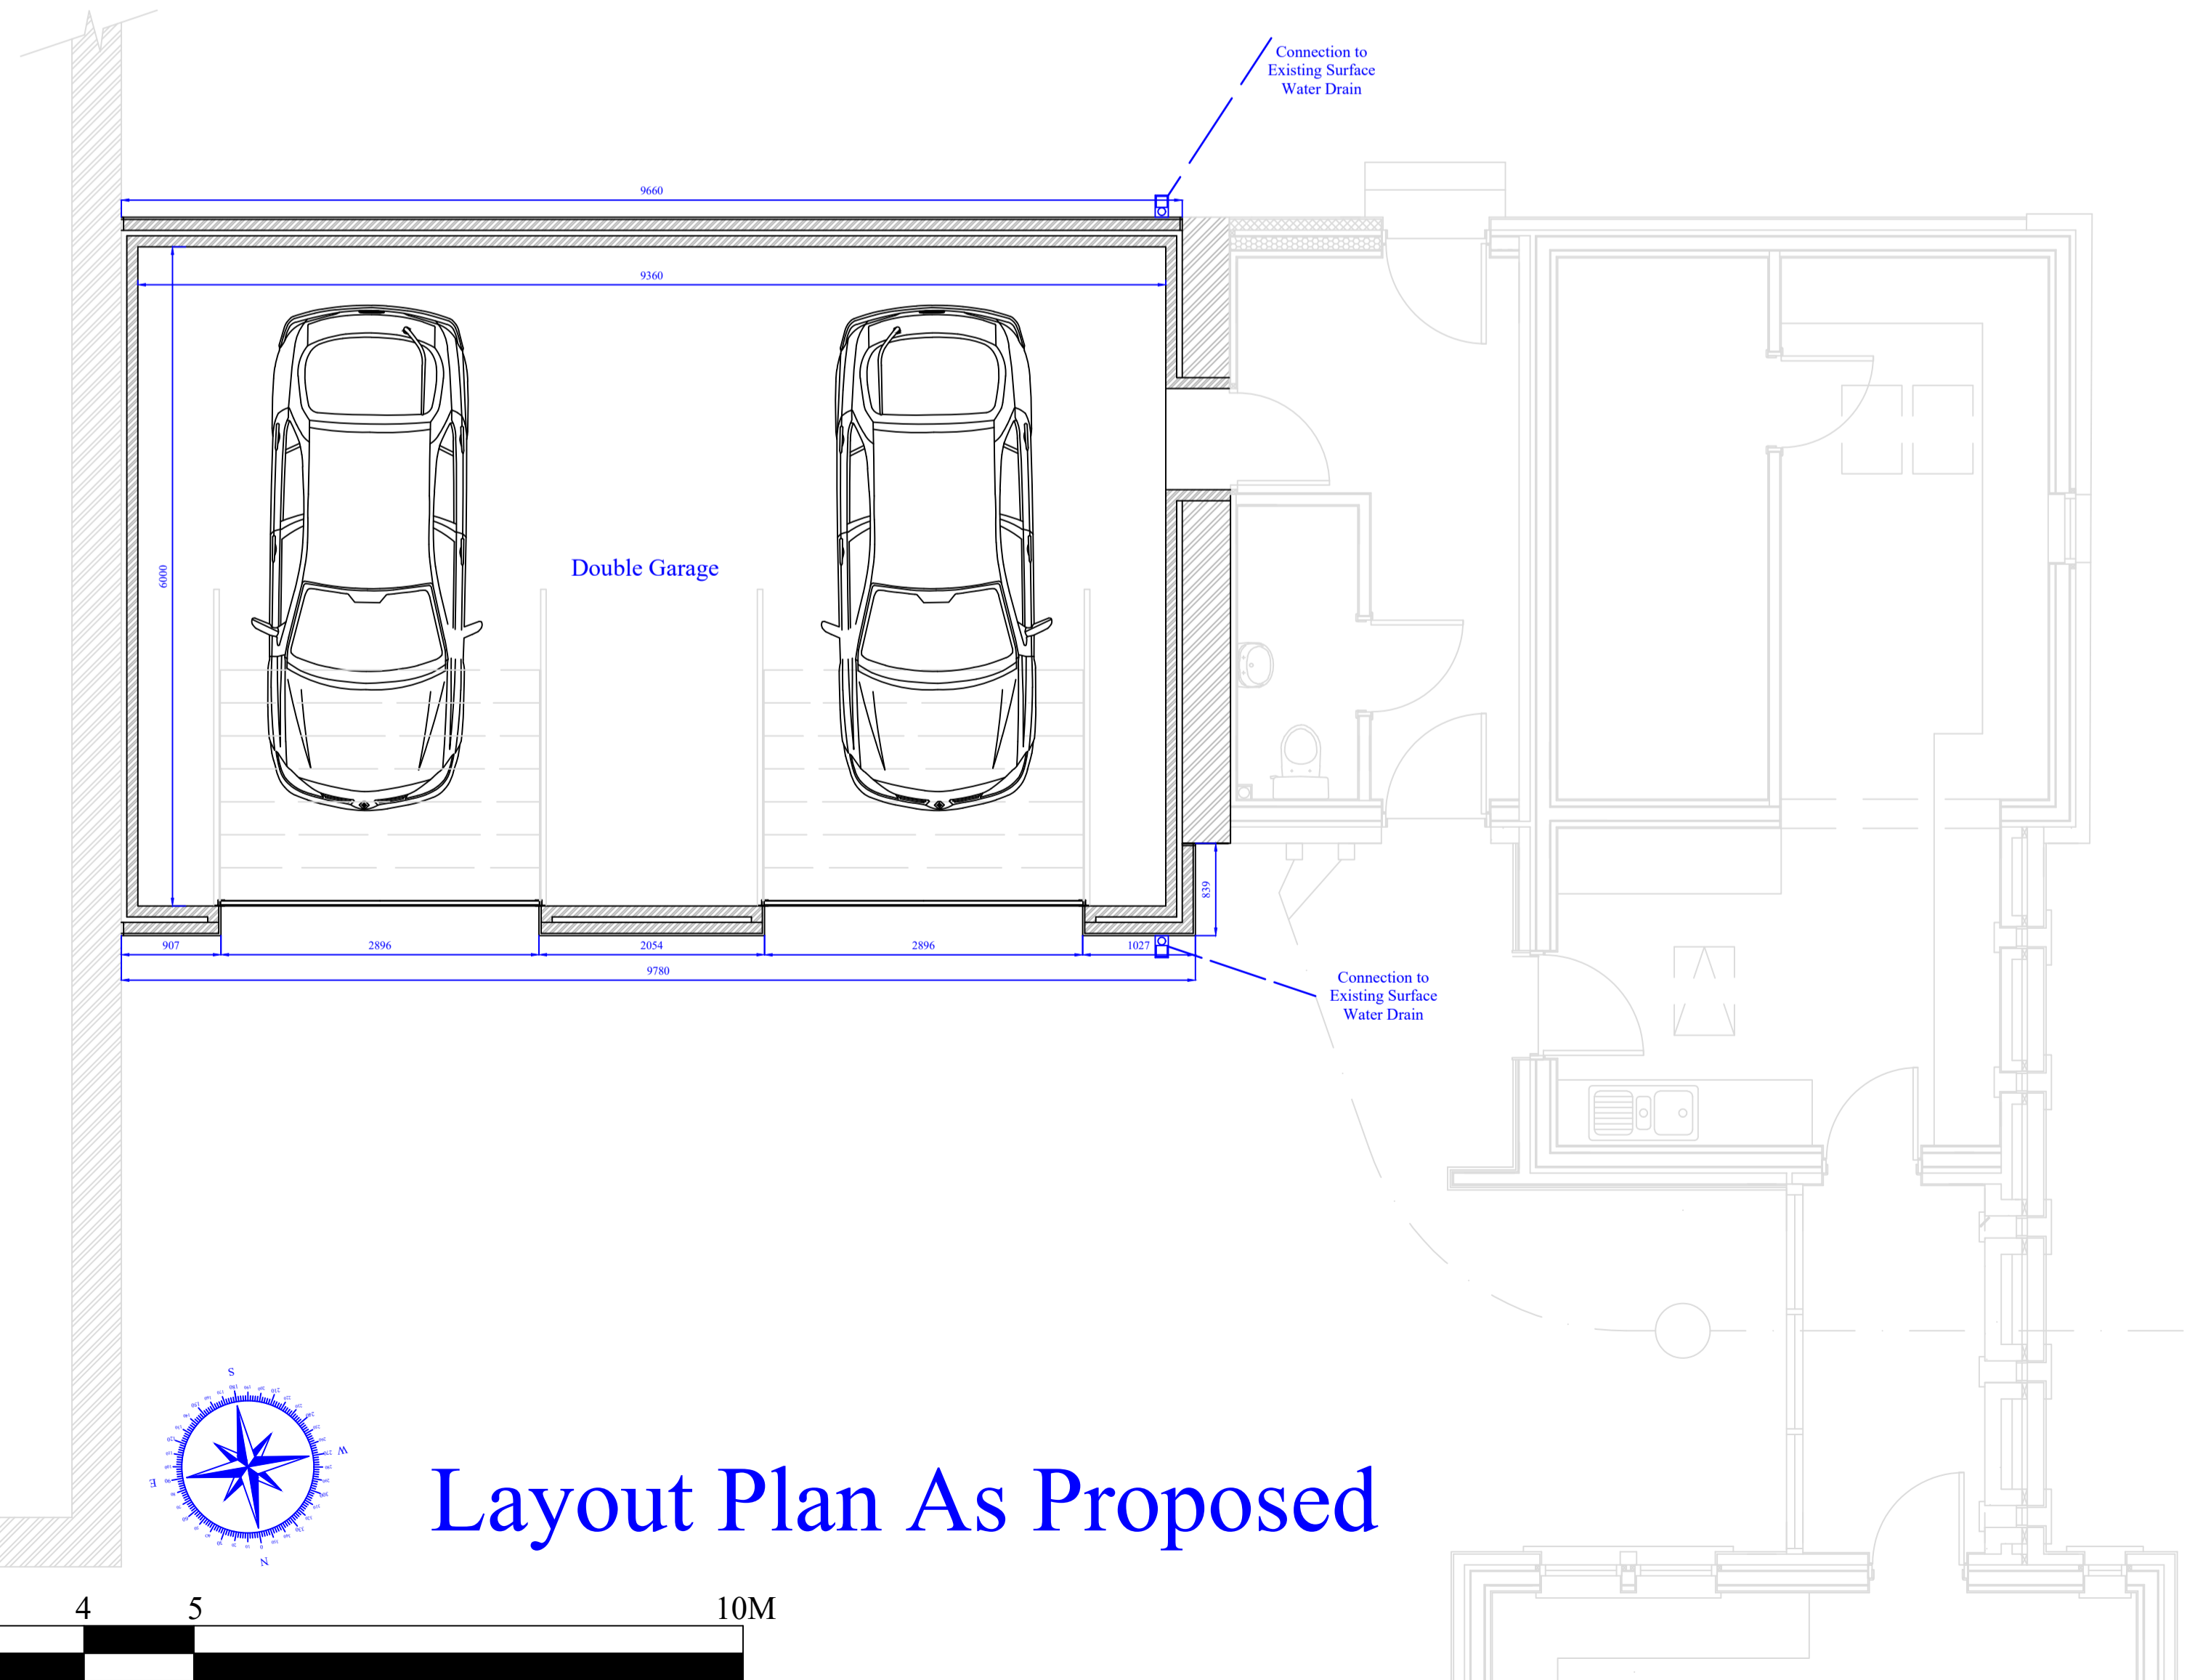 Connection to
Existing Surface
Water Drain
9660
9360
6000
Double Garage
839
907
2896
2054
2896
1027
9780
Connection to
Existing Surface
Water Drain
S
W
E
N
Layout Plan As Proposed
4
5
10M